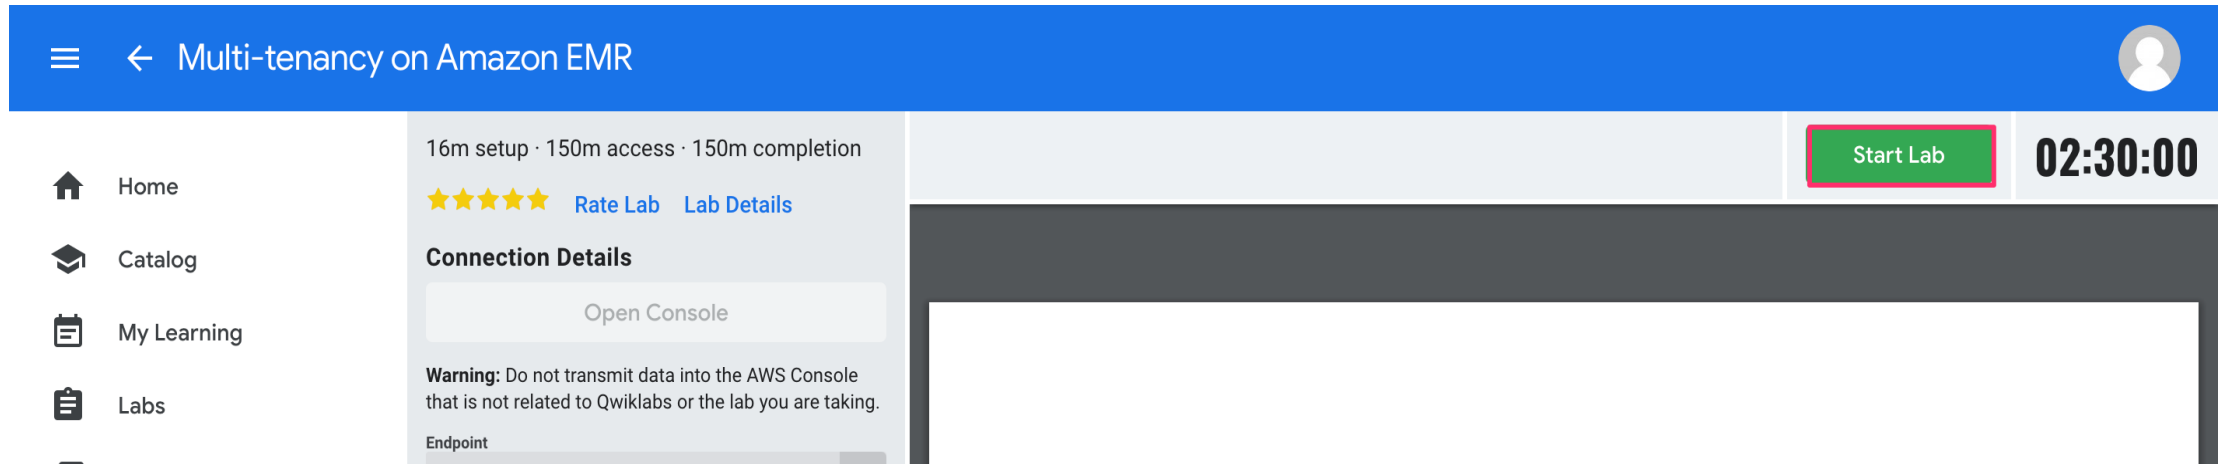 Multi-tenancy on Amazon EMR
Home
Catalog
My Learning
Labs
16m setup · 150m access · 150m completion
Rate Lab Lab Details
Connection Details
Open Console
Warning: Do not transmit data into the AWS Console
that is not related to Qwiklabs or the lab you are taking.
Endpoint
Start Lab
02:30:00